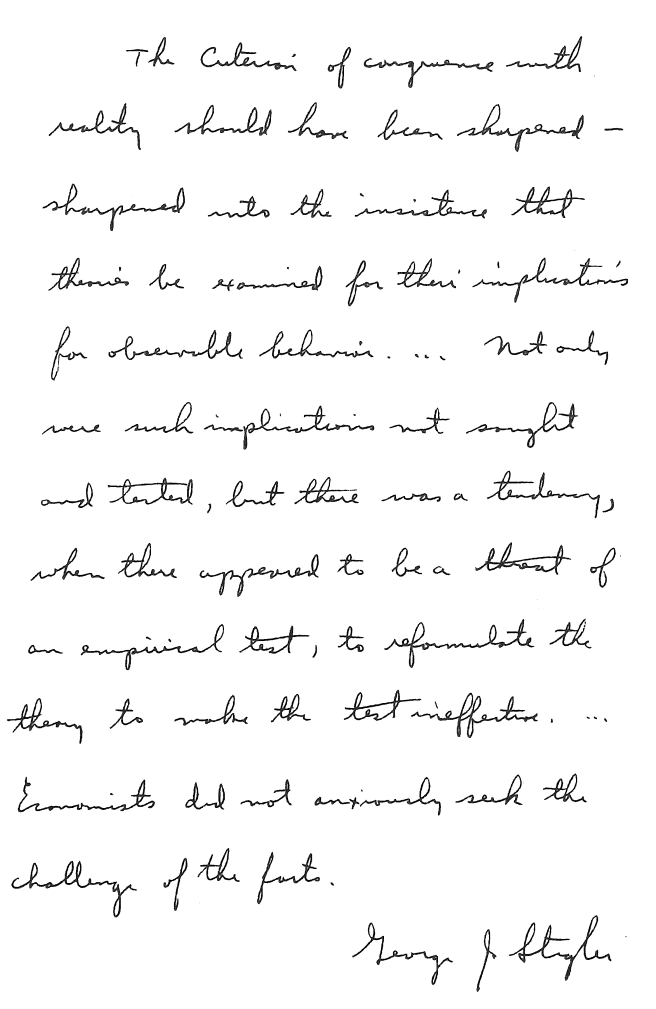 The Criterion of congruence with
reality should have been sharpened –
sharpened into the insistence that
theories be examined for their implications
for observable behavior. ... Not only
were such implications not sought
and tested, but there was a tendency,
when there appeared to be a threat of
an empirical test, to reformulate the
theory to make the test ineffective. ...
Economists did not anxiously seek the
challenge of the facts.
George J Stigler